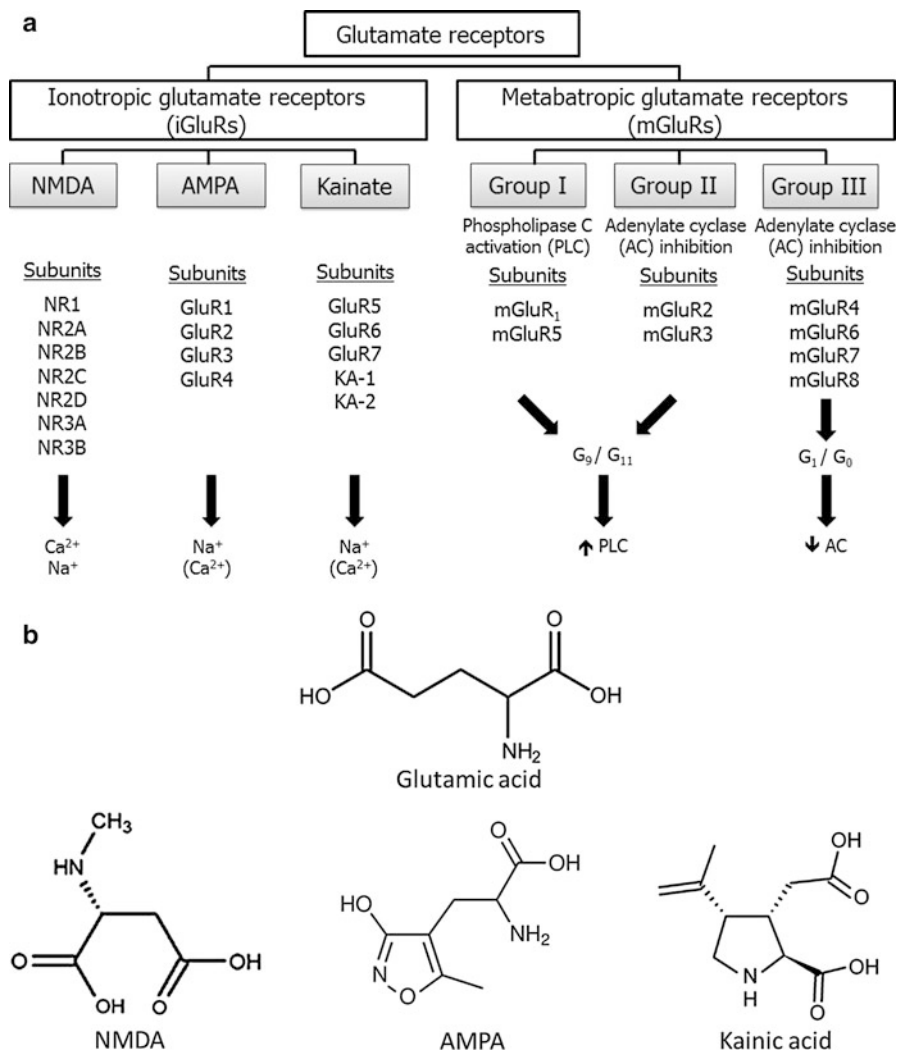 a
Glutamate receptors
Ionotropic glutamate receptors
(iGluRs)
Metabatropic glutamate receptors
(mGluRs)
NMDA
AMPA
Kainate
Group I
Group II
Group III
Phospholipase C
activation (PLC)
Adenylate cyclase
(AC) inhibition
Adenylate cyclase
(AC) inhibition
Subunits
NR1
NR2A
NR2B
NR2C
NR2D
NR3A
NR3B
Subunits
GluR1
GluR2
GluR3
GluR4
Subunits
GluR5
GluR6
GluR7
KA-1
KA-2
Subunits
mGluR₁
mGluR5
Subunits
mGluR2
mGluR3
Subunits
mGluR4
mGluR6
mGluR7
mGluR8
G₉ / G₁₁
G₁ / G₀
Ca²⁺
Na⁺
Na⁺
(Ca²⁺)
Na⁺
(Ca²⁺)
↑ PLC
↓ AC
b
O
O
HO
OH
NH₂
Glutamic acid
CH₃
HN
O
OH
OH
O
NMDA
O
OH
HO
NH₂
N
O
AMPA
OH
O
N
H
OH
O
Kainic acid